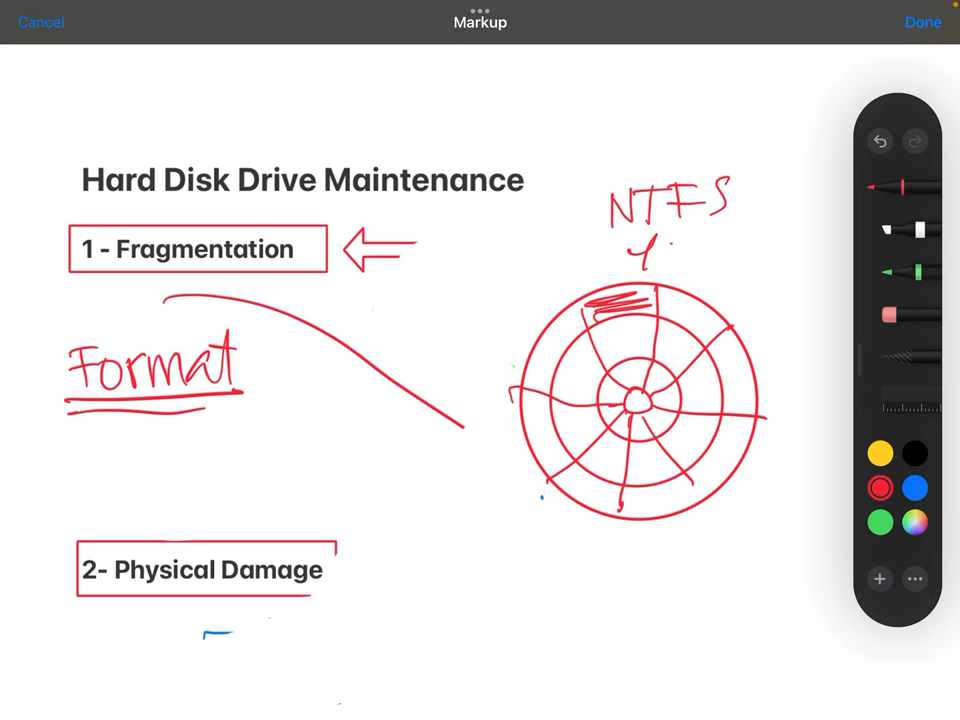 Cancel
Markup
Done
Hard Disk Drive Maintenance
NTFS
1 - Fragmentation
Format
2- Physical Damage